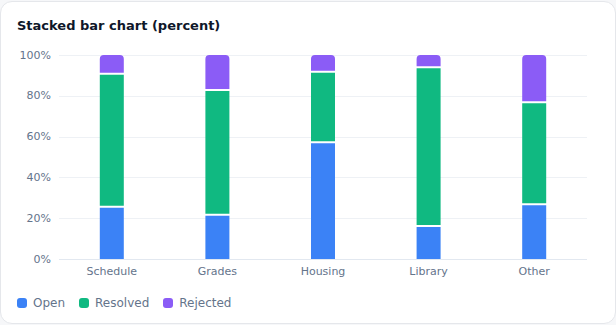 Stacked bar chart (percent)
100%
80%
60%
40%
20%
0%
Schedule Grades Housing Library Other
Open Resolved Rejected